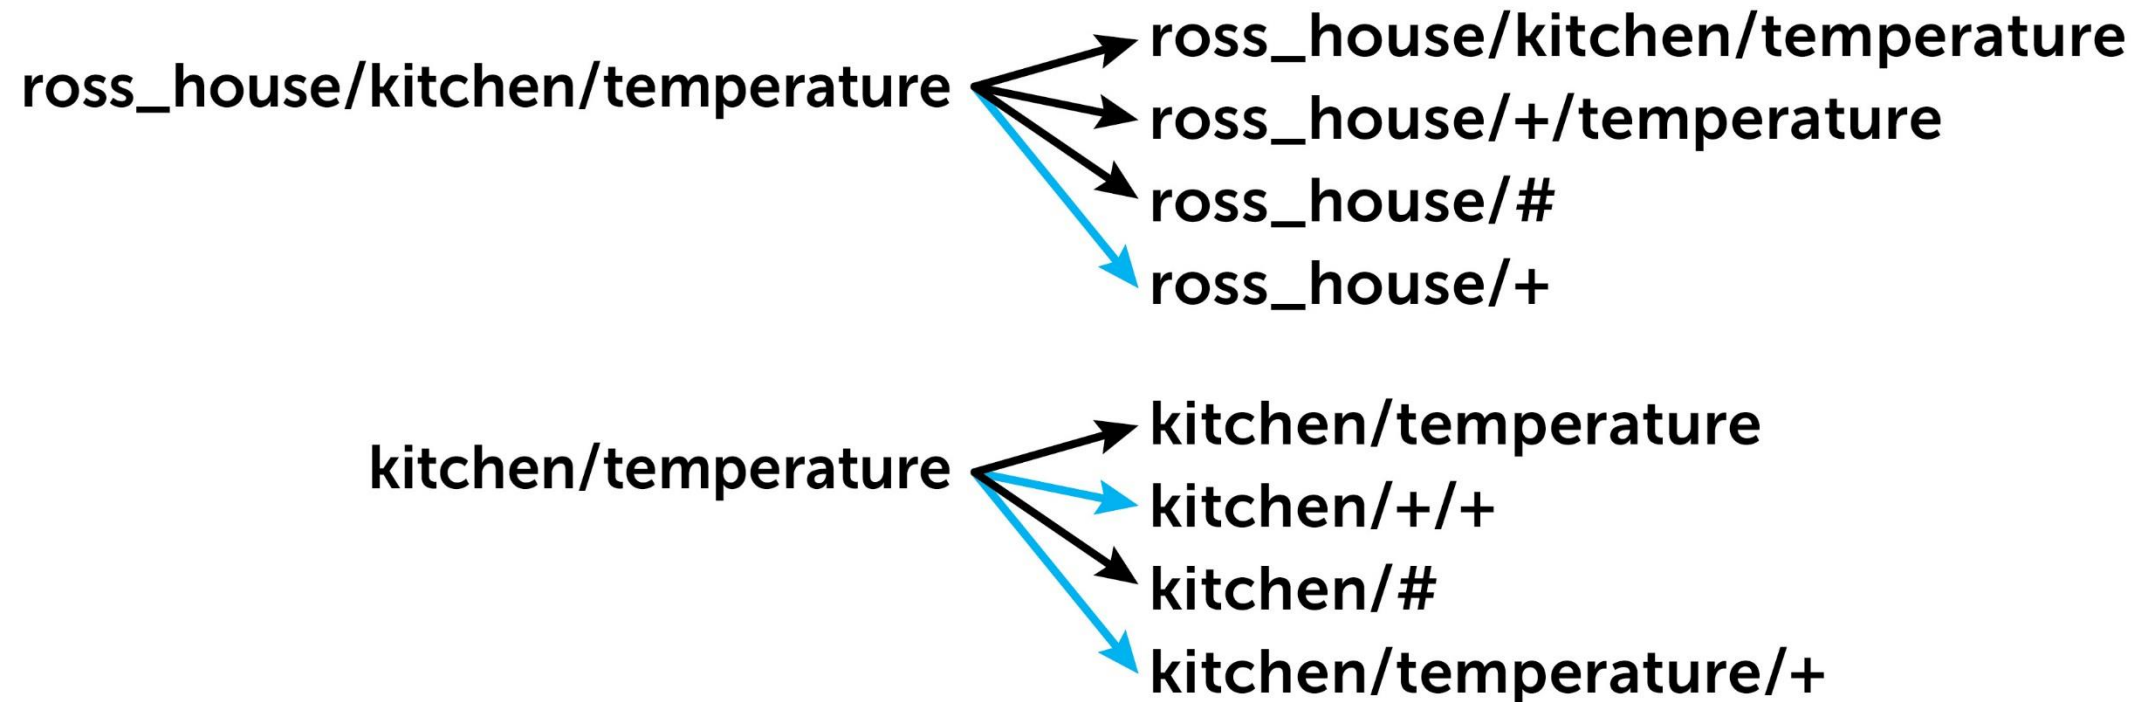 ross_house/kitchen/temperature
ross_house/kitchen/temperature
ross_house/+/temperature
ross_house/#
ross_house/+
kitchen/temperature
kitchen/temperature
kitchen/+/+
kitchen/#
kitchen/temperature/+